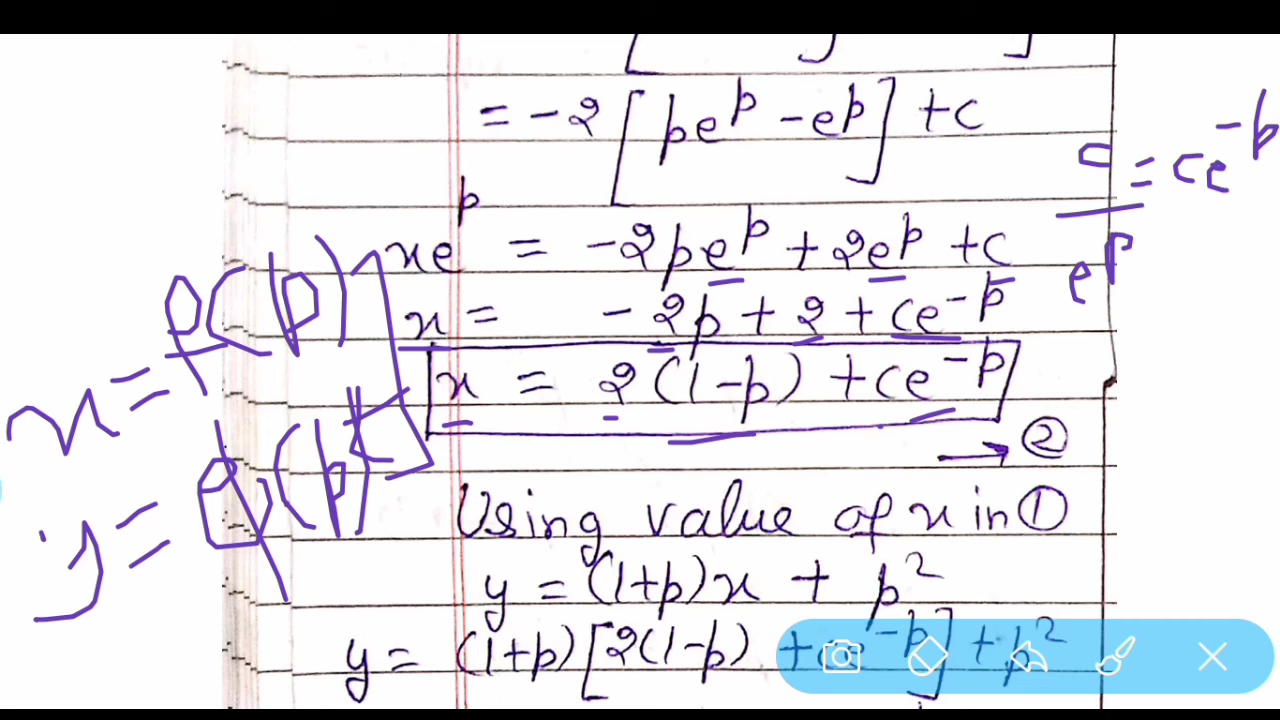 = -2 [pe^p - e^p] + c
xe^p = -2pe^p + 2e^p + c
x = -2p + 2 + ce^-p
x = 2(1-p) + ce^-p
→ ②
Using value of x in ①
y = (1+p)x + p²
y = (1+p)[2(1-p) + ce^-p] + p²
c/e^p = ce^-p
x = φ(p)
y = φ(p)